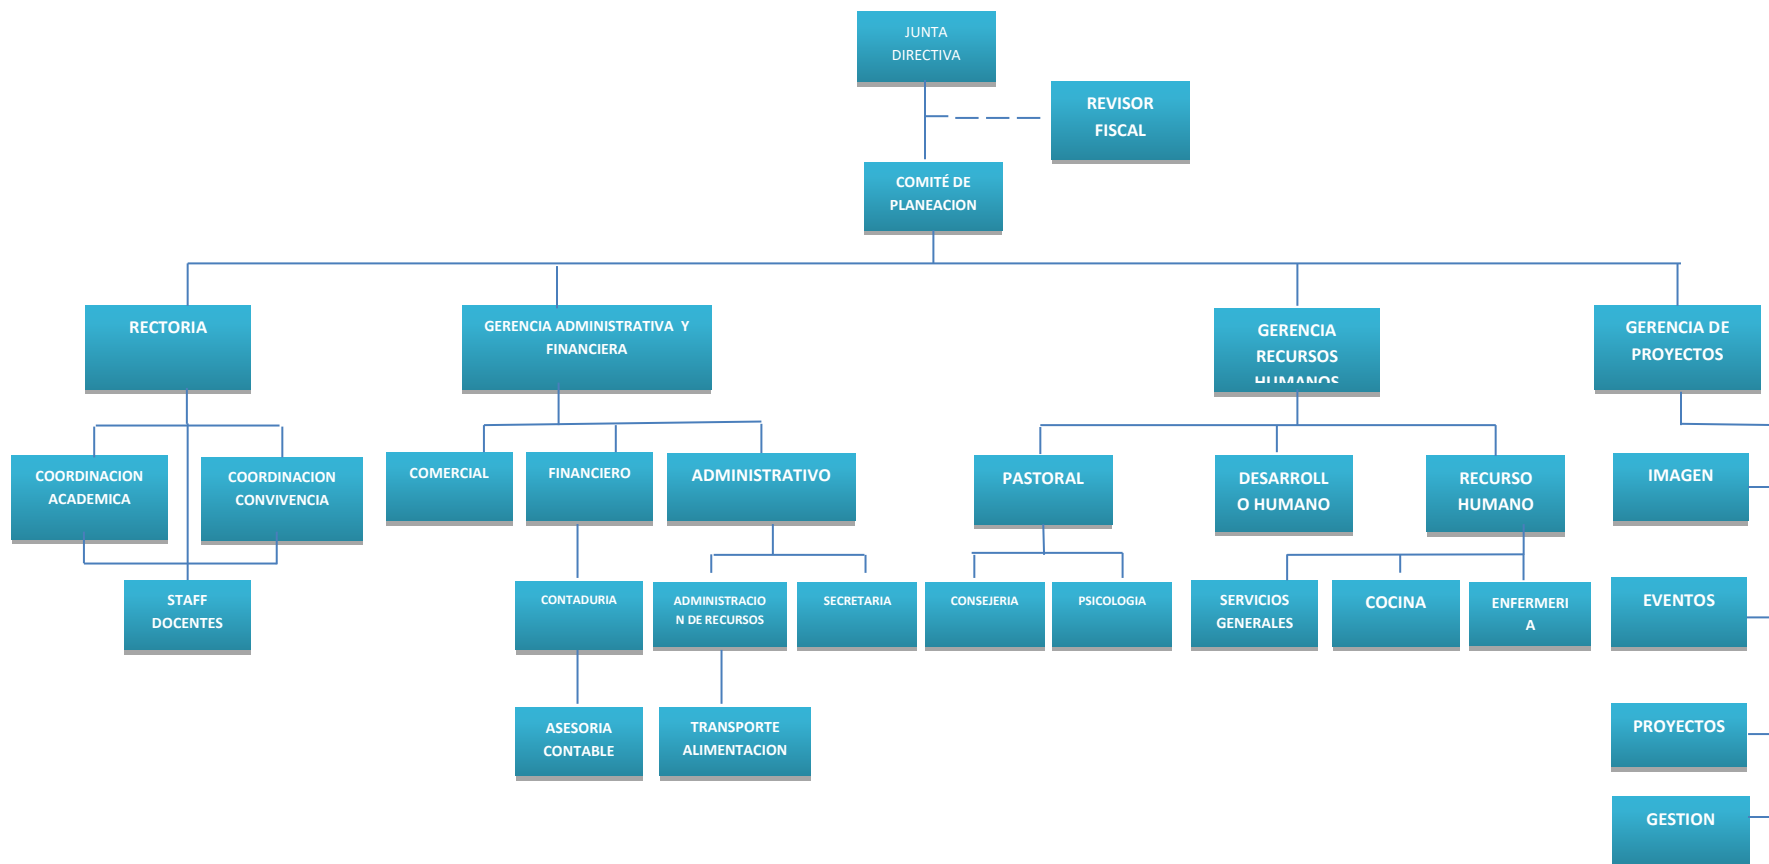 JUNTA
DIRECTIVA
REVISOR
FISCAL
COMITÉ DE
PLANEACION
RECTORIA
GERENCIA ADMINISTRATIVA Y
FINANCIERA
GERENCIA
RECURSOS
HUMANOS
GERENCIA DE
PROYECTOS
COORDINACION
ACADEMICA
COORDINACION
CONVIVENCIA
COMERCIAL
FINANCIERO
ADMINISTRATIVO
PASTORAL
DESARROLL
O HUMANO
RECURSO
HUMANO
IMAGEN
STAFF
DOCENTES
CONTADURIA
ADMINISTRACIO
N DE RECURSOS
SECRETARIA
CONSEJERIA
PSICOLOGIA
SERVICIOS
GENERALES
COCINA
ENFERMERI
A
EVENTOS
ASESORIA
CONTABLE
TRANSPORTE
ALIMENTACION
PROYECTOS
GESTION